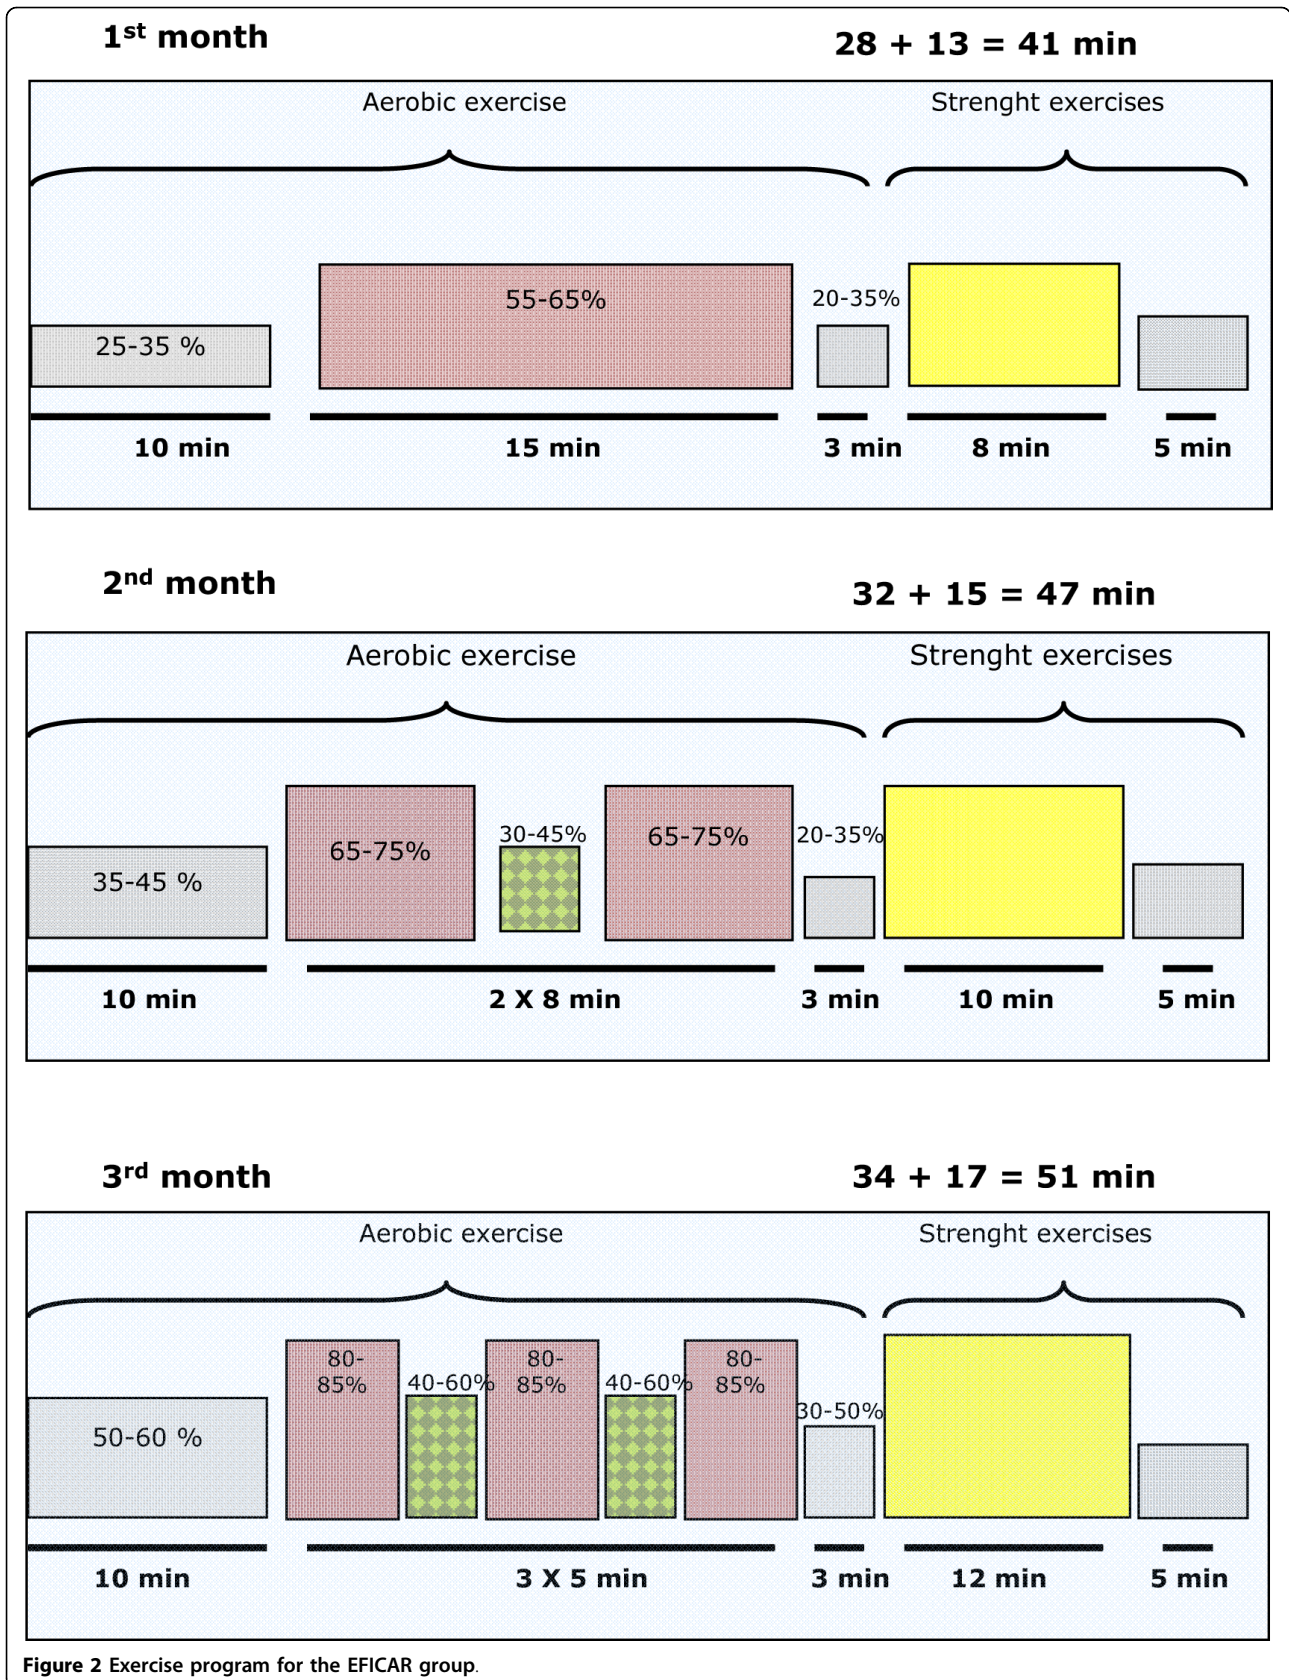 1st month
28 + 13 = 41 min
Aerobic exercise
Strenght exercises
25-35 %
55-65%
20-35%
10 min
15 min
3 min
8 min
5 min
2nd month
32 + 15 = 47 min
Aerobic exercise
Strenght exercises
35-45 %
65-75%
30-45%
65-75%
20-35%
10 min
2 X 8 min
3 min
10 min
5 min
3rd month
34 + 17 = 51 min
Aerobic exercise
Strenght exercises
50-60 %
80-
85%
40-60%
80-
85%
40-60%
80-
85%
30-50%
10 min
3 X 5 min
3 min
12 min
5 min
Figure 2 Exercise program for the EFICAR group.